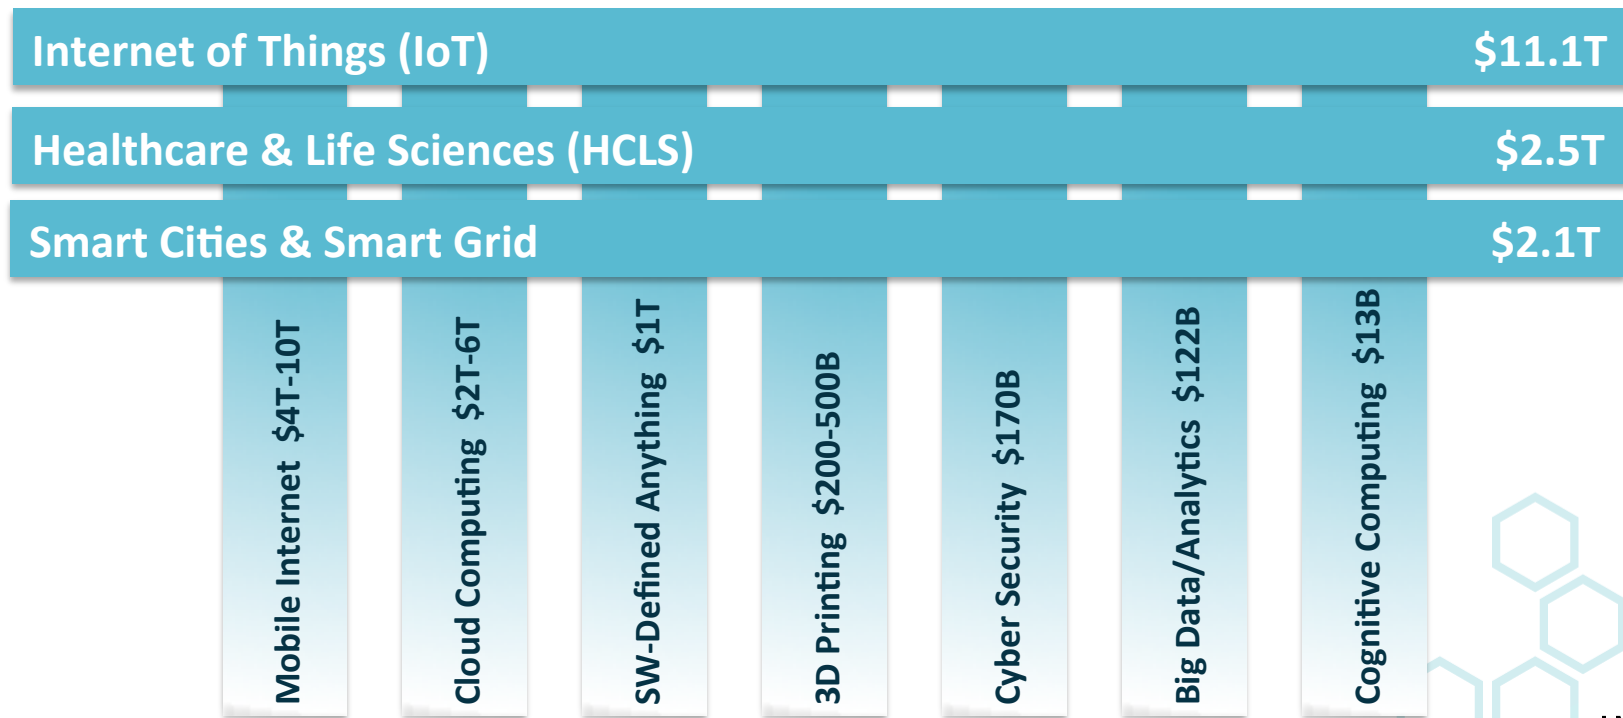 Internet of Things (IoT) $11.1T
Healthcare & Life Sciences (HCLS) $2.5T
Smart Cities & Smart Grid $2.1T
Mobile Internet $4T-10T
Cloud Computing $2T-6T
SW-Defined Anything $1T
3D Printing $200-500B
Cyber Security $170B
Big Data/Analytics $122B
Cognitive Computing $13B